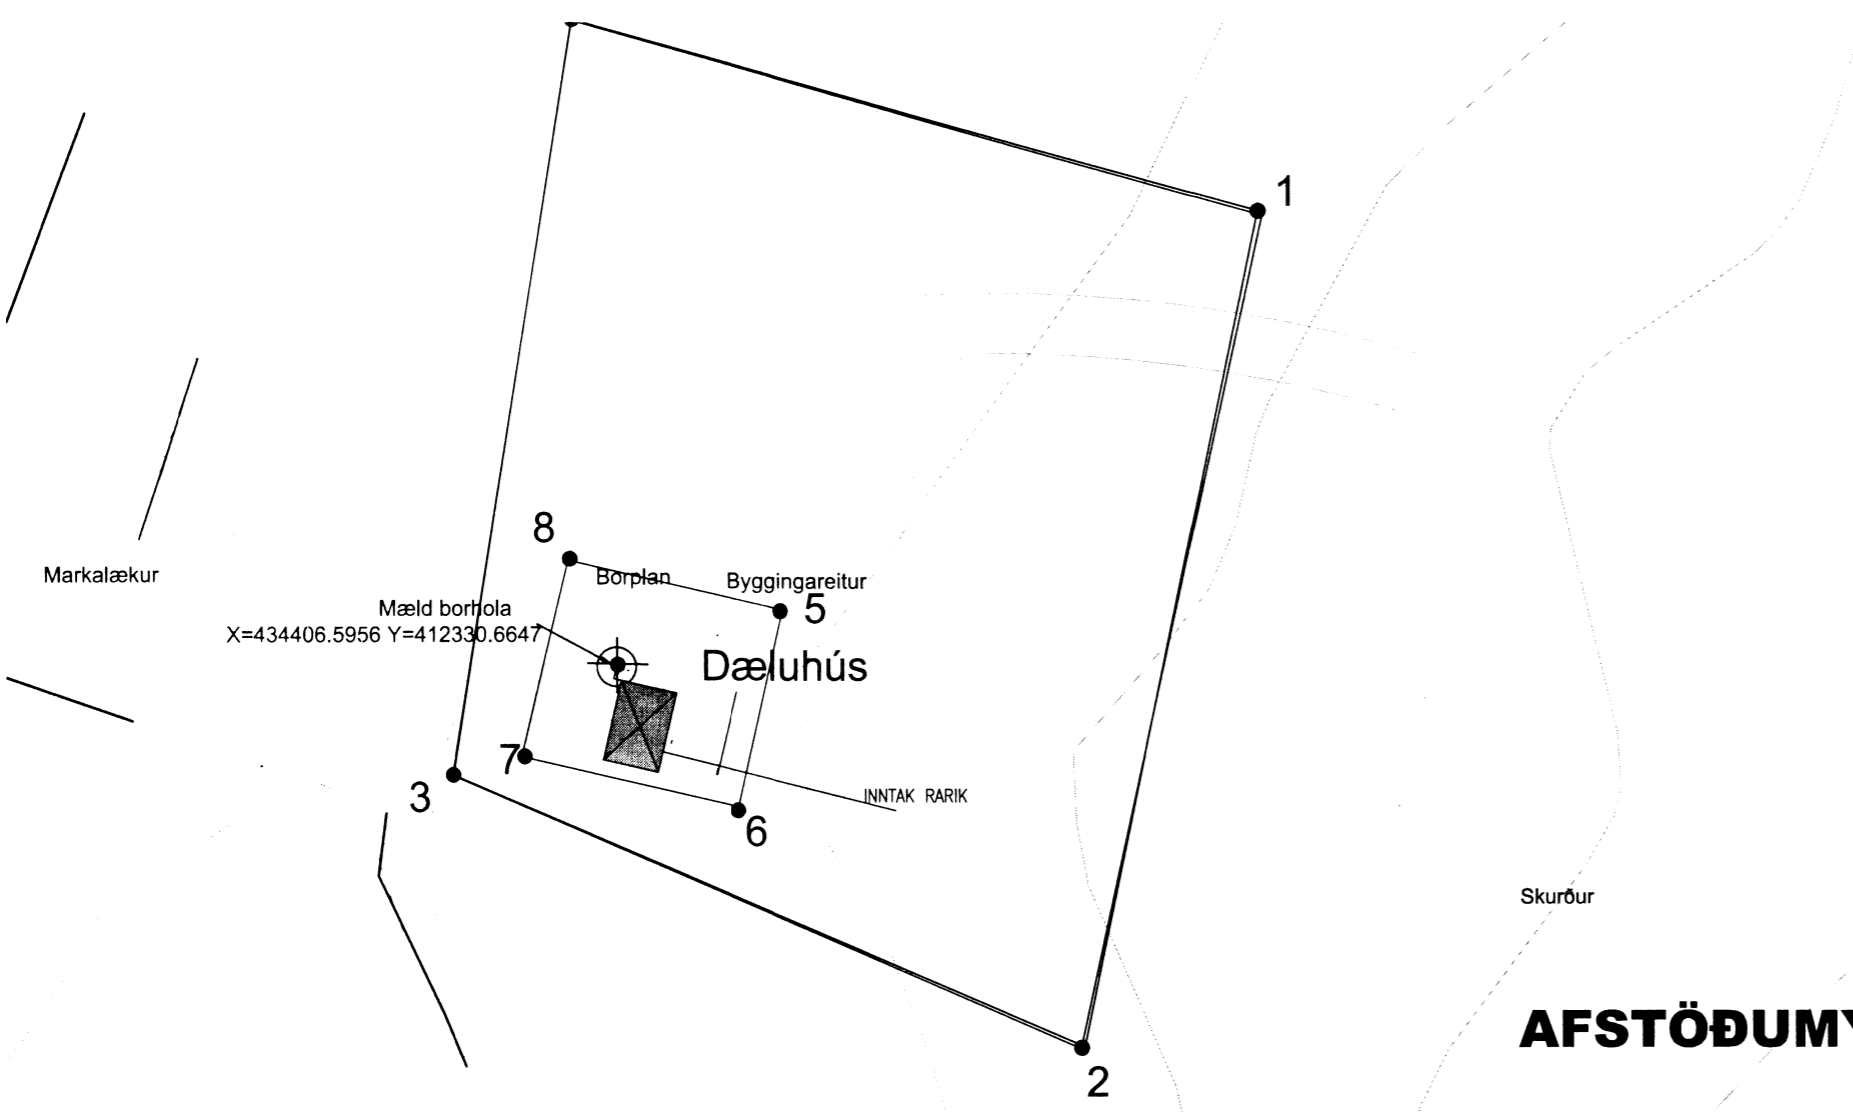 1
8
Markalækur
Borplan
Byggingareitur
5
Mæld borhola
X=434406.5956 Y=412330.6647
Dæluhús
7
3
INNTAK RARIK
6
Skurður
AFSTÖÐUMY
2